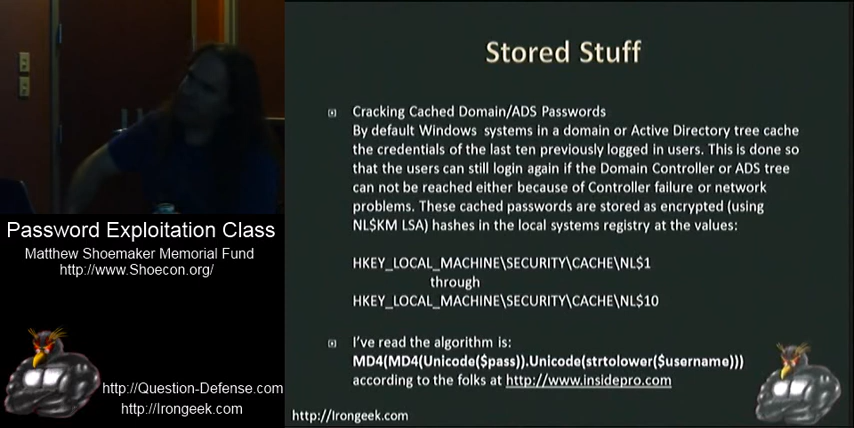 Stored Stuff
Cracking Cached Domain/ADS Passwords
By default Windows systems in a domain or Active Directory tree cache
the credentials of the last ten previously logged in users. This is done so
that the users can still login again if the Domain Controller or ADS tree
can not be reached either because of Controller failure or network
problems. These cached passwords are stored as encrypted (using
NL$KM LSA) hashes in the local systems registry at the values:
HKEY_LOCAL_MACHINE\SECURITY\CACHE\NL$1
through
HKEY_LOCAL_MACHINE\SECURITY\CACHE\NL$10
I've read the algorithm is:
MD4(MD4(Unicode($pass)).Unicode(strtolower($username)))
according to the folks at http://www.insidepro.com
http://Irongeek.com
Password Exploitation Class
Matthew Shoemaker Memorial Fund
http://www.Shoecon.org/
http://Question-Defense.com
http://Irongeek.com